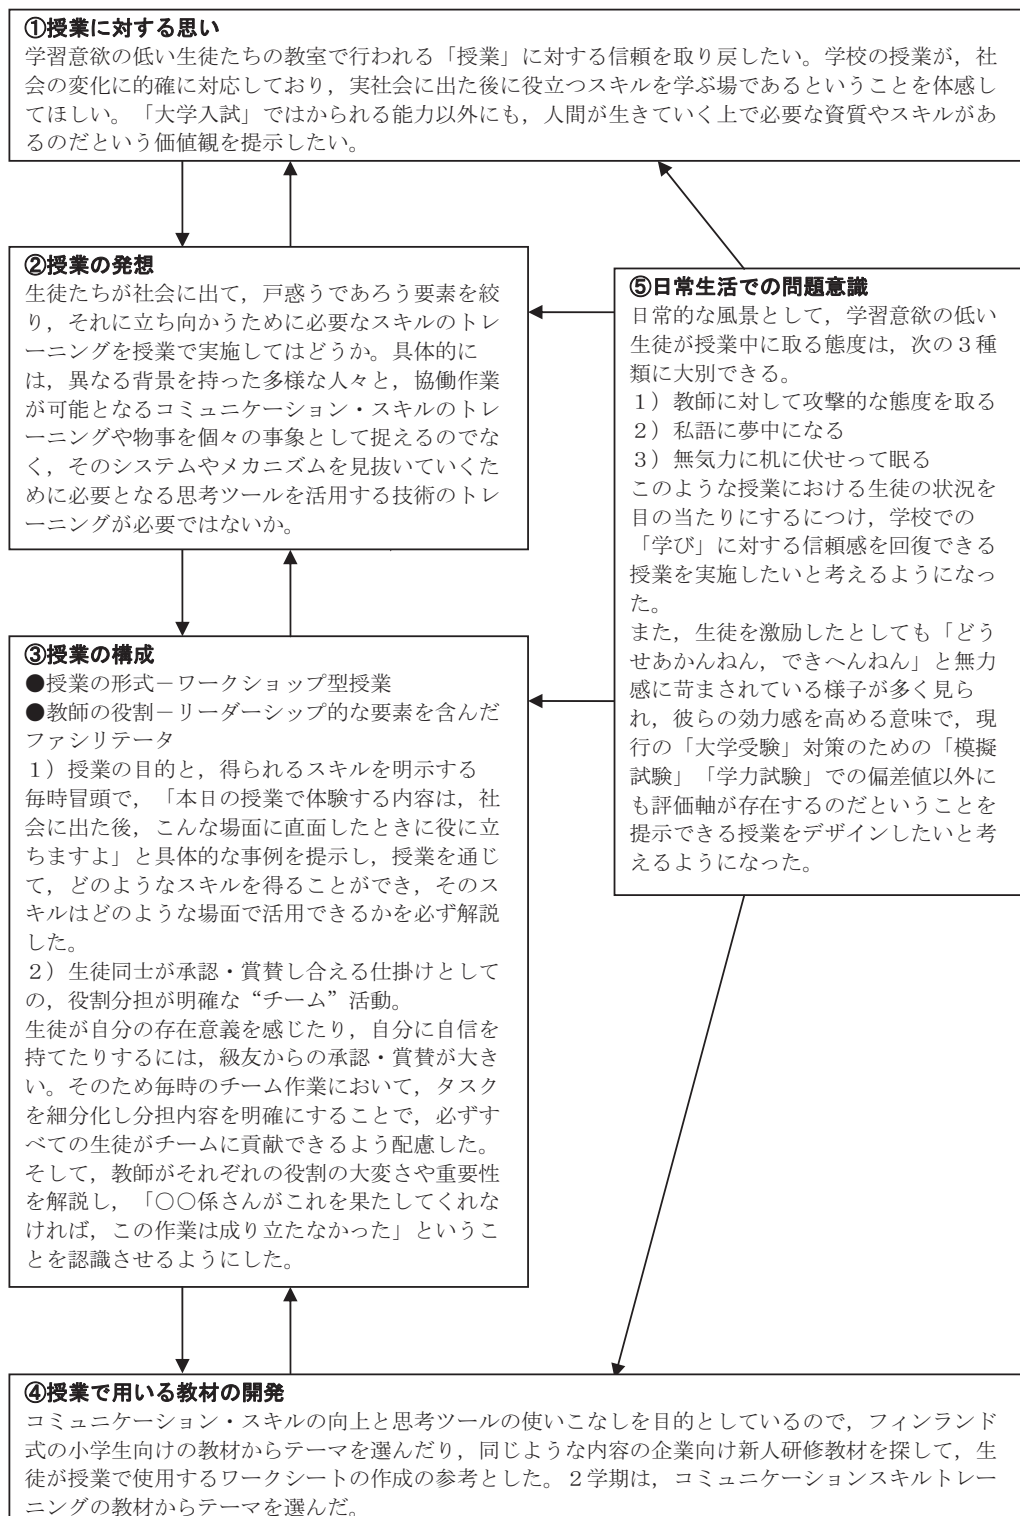 ①授業に対する思い
学習意欲の低い生徒たちの教室で行われる「授業」に対する信頼を取り戻したい。学校の授業が，社
会の変化に的確に対応しており，実社会に出た後に役立つスキルを学ぶ場であるということを体感し
てほしい。「大学入試」ではかられる能力以外にも，人間が生きていく上で必要な資質やスキルがあ
るのだという価値観を提示したい。
②授業の発想
生徒たちが社会に出て，戸惑うであろう要素を絞
り，それに立ち向かうために必要なスキルのトレ
ーニングを授業で実施してはどうか。具体的に
は，異なる背景を持った多様な人々と，協働作業
が可能となるコミュニケーション・スキルのトレ
ーニングや物事を個々の事象として捉えるのでな
く，そのシステムやメカニズムを見抜いていくた
めに必要となる思考ツールを活用する技術のトレ
ーニングが必要ではないか。
③授業の構成
●授業の形式－ワークショップ型授業
●教師の役割－リーダーシップ的な要素を含んだ
ファシリテータ
１）授業の目的と，得られるスキルを明示する
毎時冒頭で，「本日の授業で体験する内容は，社
会に出た後，こんな場面に直面したときに役に立
ちますよ」と具体的な事例を提示し，授業を通じ
て，どのようなスキルを得ることができ，そのス
キルはどのような場面で活用できるかを必ず解説
した。
２）生徒同士が承認・賞賛し合える仕掛けとして
の，役割分担が明確な“チーム”活動。
生徒が自分の存在意義を感じたり，自分に自信を
持てたりするには，級友からの承認・賞賛が大き
い。そのため毎時のチーム作業において，タスク
を細分化し分担内容を明確にすることで，必ずす
べての生徒がチームに貢献できるよう配慮した。
そして，教師がそれぞれの役割の大変さや重要性
を解説し，「○○係さんがこれを果たしてくれな
ければ，この作業は成り立たなかった」というこ
とを認識させるようにした。
⑤日常生活での問題意識
日常的な風景として，学習意欲の低い
生徒が授業中に取る態度は，次の３種
類に大別できる。
１）教師に対して攻撃的な態度を取る
２）私語に夢中になる
３）無気力に机に伏せって眠る
このような授業における生徒の状況を
目の当たりにするにつけ，学校での
「学び」に対する信頼感を回復できる
授業を実施したいと考えるようになっ
た。
また，生徒を激励したとしても「どう
せあかんねん，できへんねん」と無力
感に苛まされている様子が多く見ら
れ，彼らの効力感を高める意味で，現
行の「大学受験」対策のための「模擬
試験」「学力試験」での偏差値以外に
も評価軸が存在するのだということを
提示できる授業をデザインしたいと考
えるようになった。
④授業で用いる教材の開発
コミュニケーション・スキルの向上と思考ツールの使いこなしを目的としているので，フィンランド
式の小学生向けの教材からテーマを選んだり，同じような内容の企業向け新人研修教材を探して，生
徒が授業で使用するワークシートの作成の参考とした。２学期は，コミュニケーションスキルトレー
ニングの教材からテーマを選んだ。